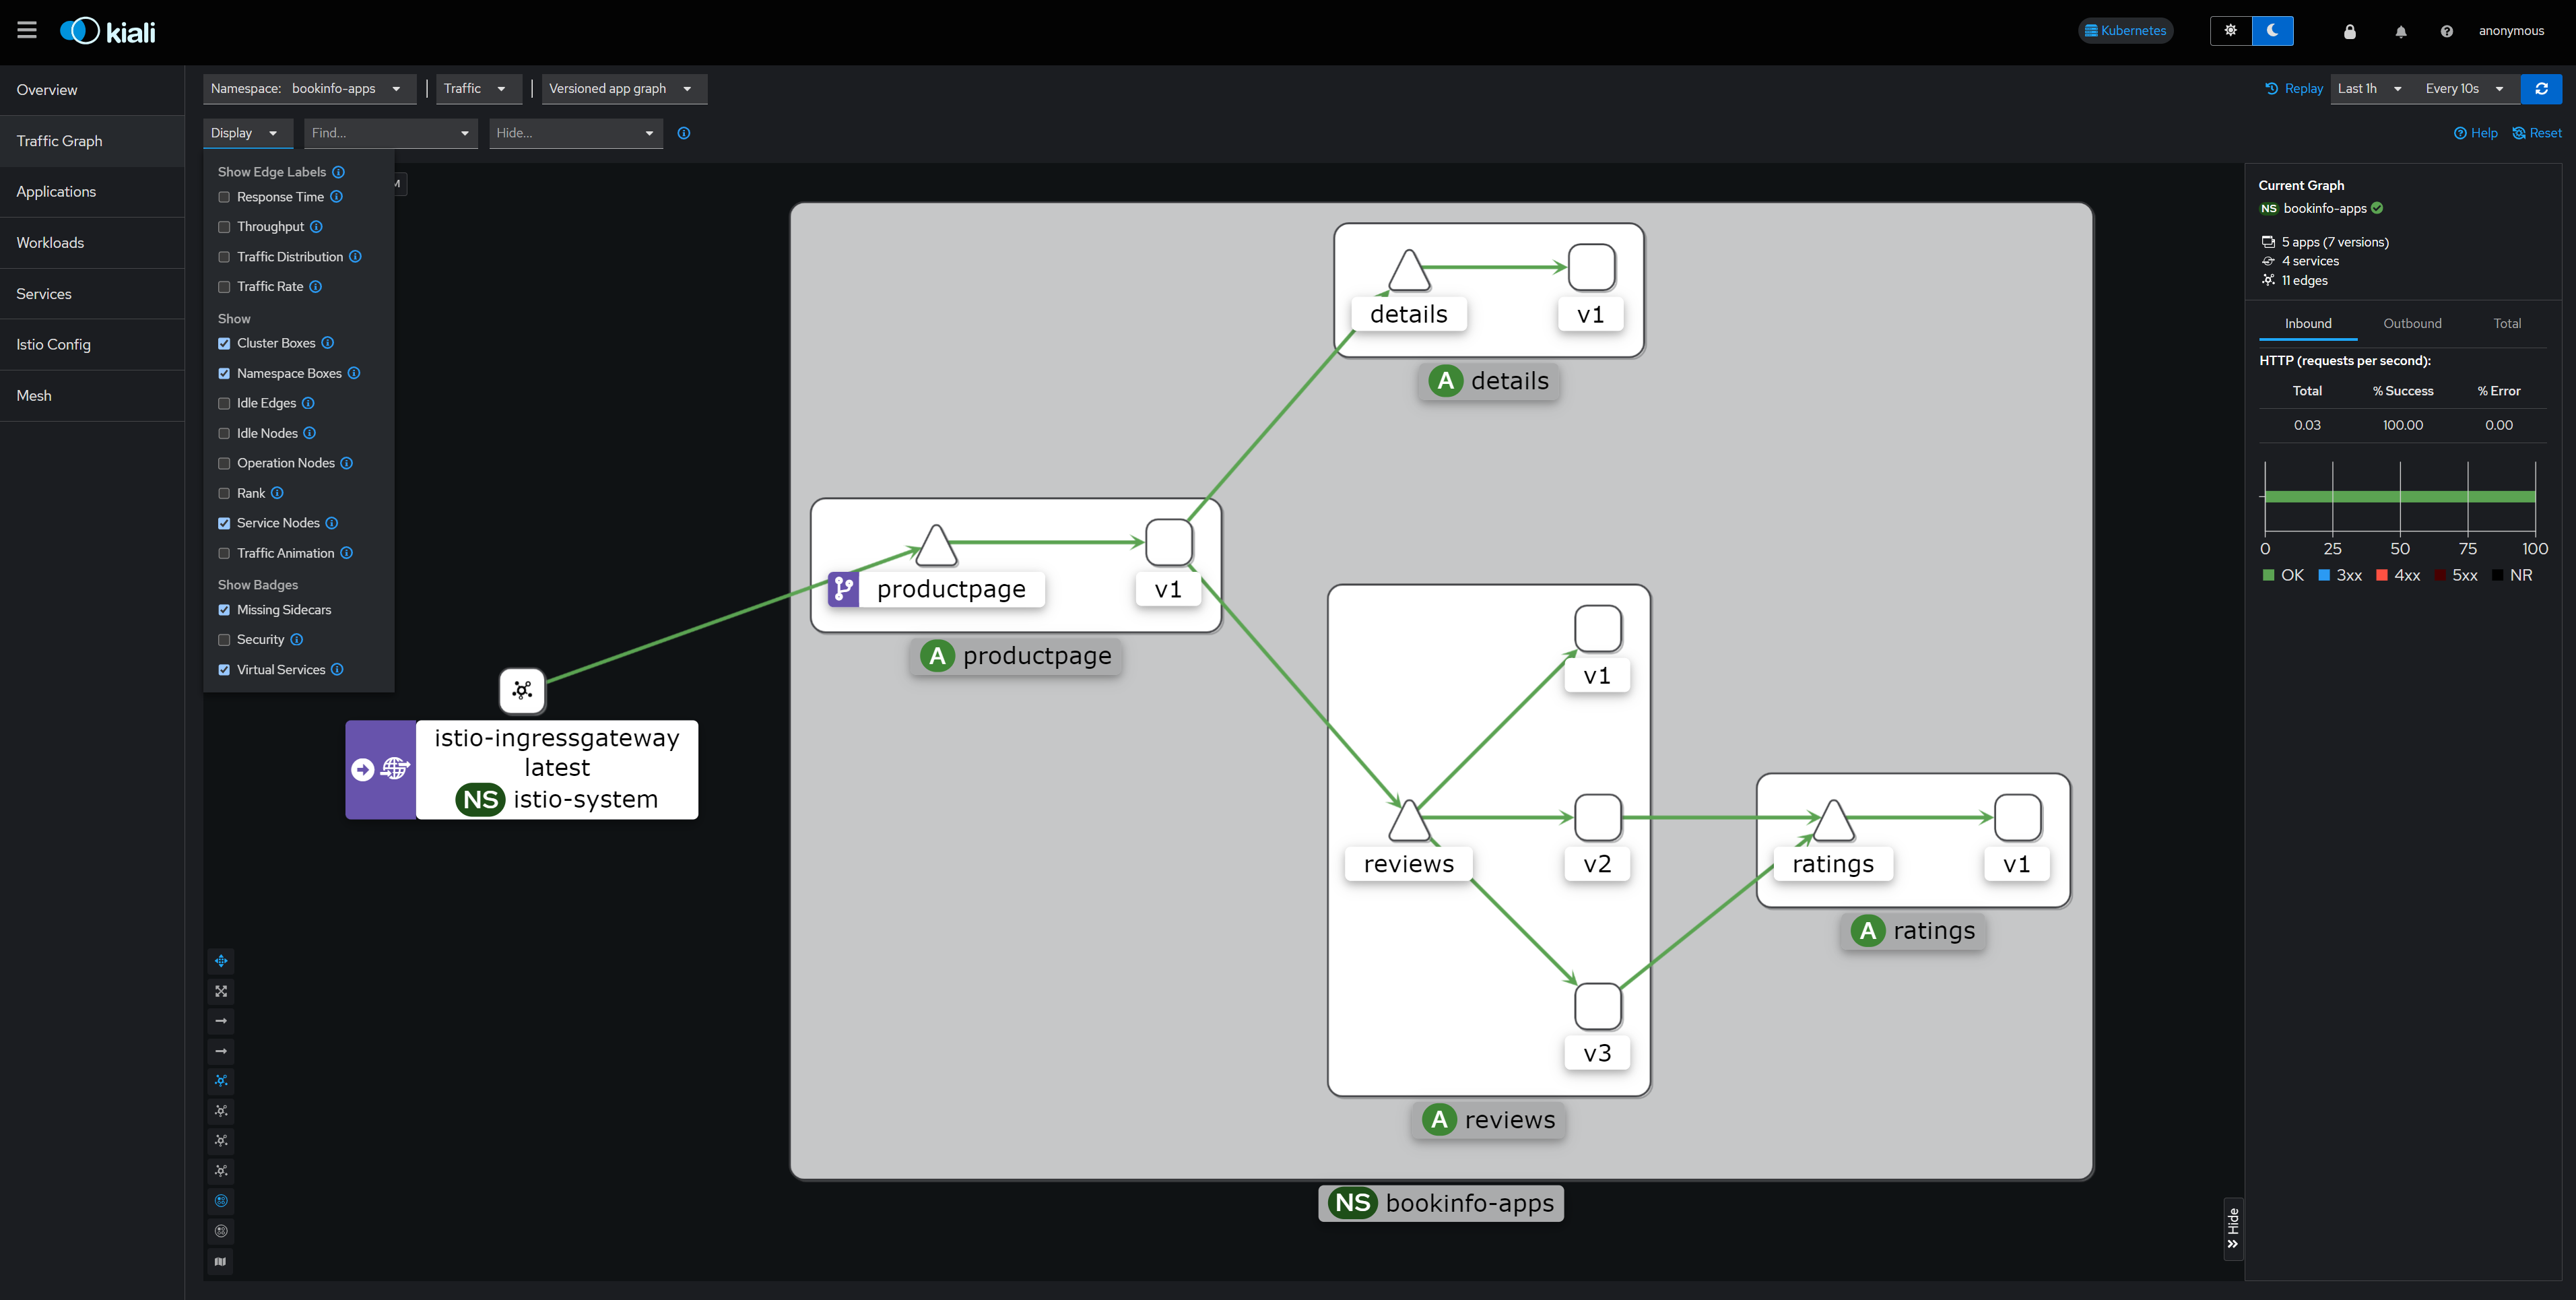 kiali
Kubernetes
anonymous
Overview
Traffic Graph
Applications
Workloads
Services
Istio Config
Mesh
Namespace: bookinfo-apps
Traffic
Versioned app graph
Replay
Last 1h
Every 10s
Display
Find...
Hide...
Help
Reset
Show Edge Labels
Response Time
Throughput
Traffic Distribution
Traffic Rate
Show
Cluster Boxes
Namespace Boxes
Idle Edges
Idle Nodes
Operation Nodes
Rank
Service Nodes
Traffic Animation
Show Badges
Missing Sidecars
Security
Virtual Services
M
details
v1
A details
productpage
v1
A productpage
istio-ingressgateway
latest
NS istio-system
v1
reviews
v2
v3
A reviews
ratings
v1
A ratings
NS bookinfo-apps
Hide
Current Graph
NS bookinfo-apps
5 apps (7 versions)
4 services
11 edges
Inbound Outbound Total
HTTP (requests per second):
Total % Success % Error
0.03 100.00 0.00
0 25 50 75 100
OK 3xx 4xx 5xx NR